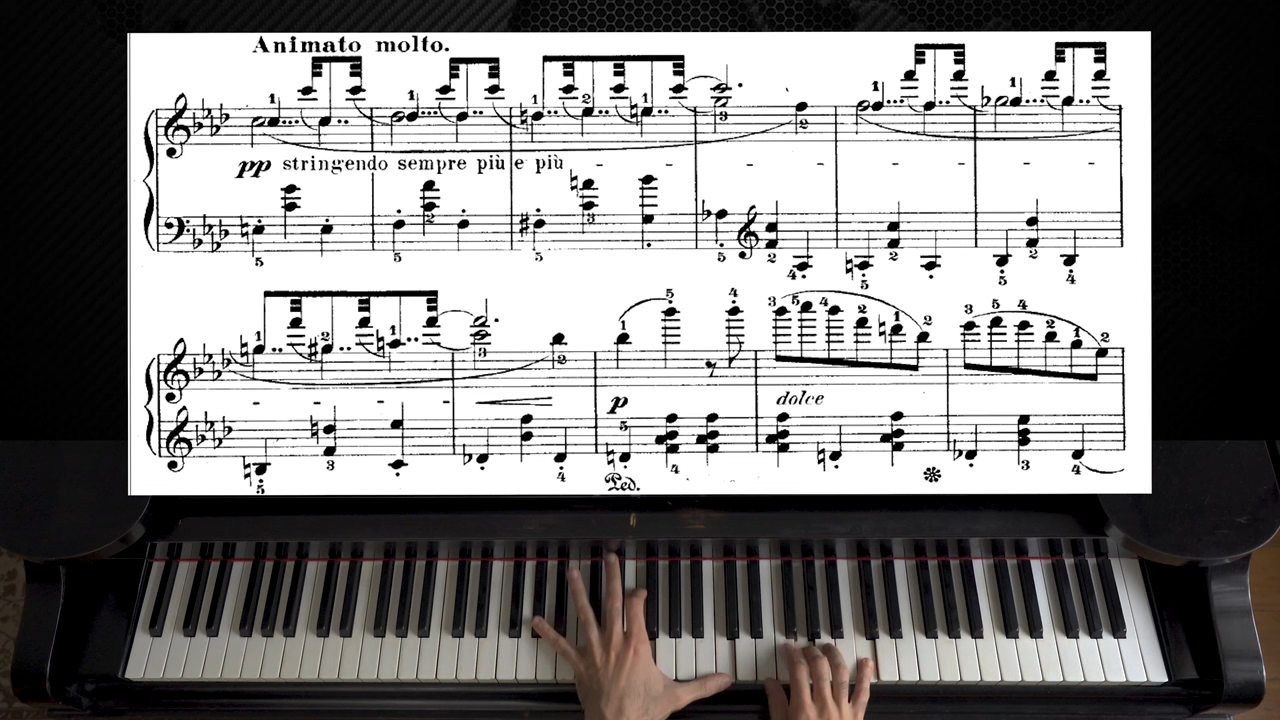 Animato molto.
pp stringendo sempre più e più
p dolce
Ped.